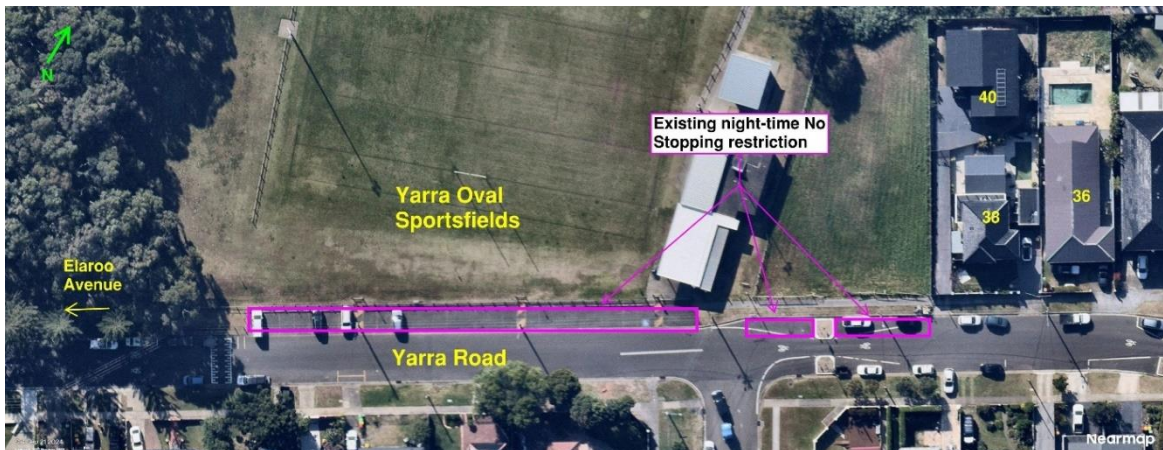 N
40
Existing night-time No
Stopping restriction
Yarra Oval
Sportsfields
38
36
Elaroo
Avenue
Yarra Road
Nearmap